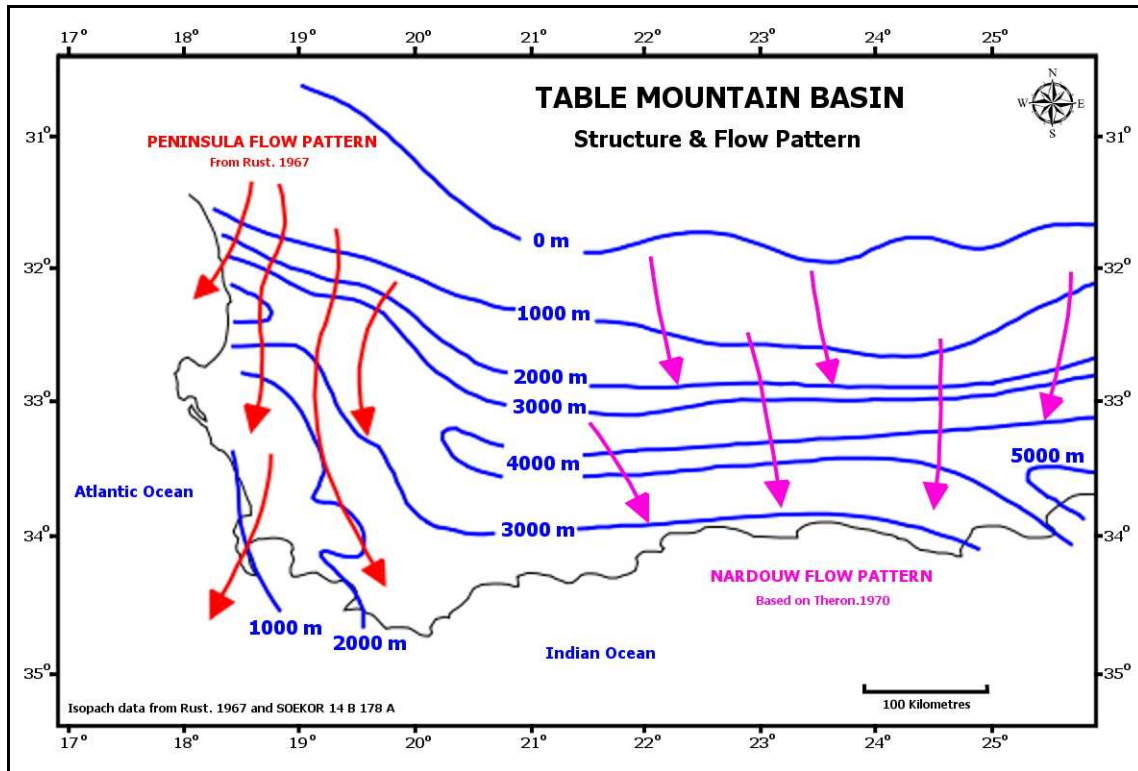 17° 18° 19° 20° 21° 22° 23° 24° 25°
TABLE MOUNTAIN BASIN
Structure & Flow Pattern
N
W E
S
31° 31°
PENINSULA FLOW PATTERN
From Rust. 1967
0 m
32° 32°
1000 m
2000 m
3000 m
33° 33°
4000 m
5000 m
Atlantic Ocean
3000 m
34° 34°
NARDOUW FLOW PATTERN
Based on Theron.1970
1000 m
2000 m
Indian Ocean
35° 35°
100 Kilometres
Isopach data from Rust. 1967 and SOEKOR 14 B 178 A
17° 18° 19° 20° 21° 22° 23° 24° 25°